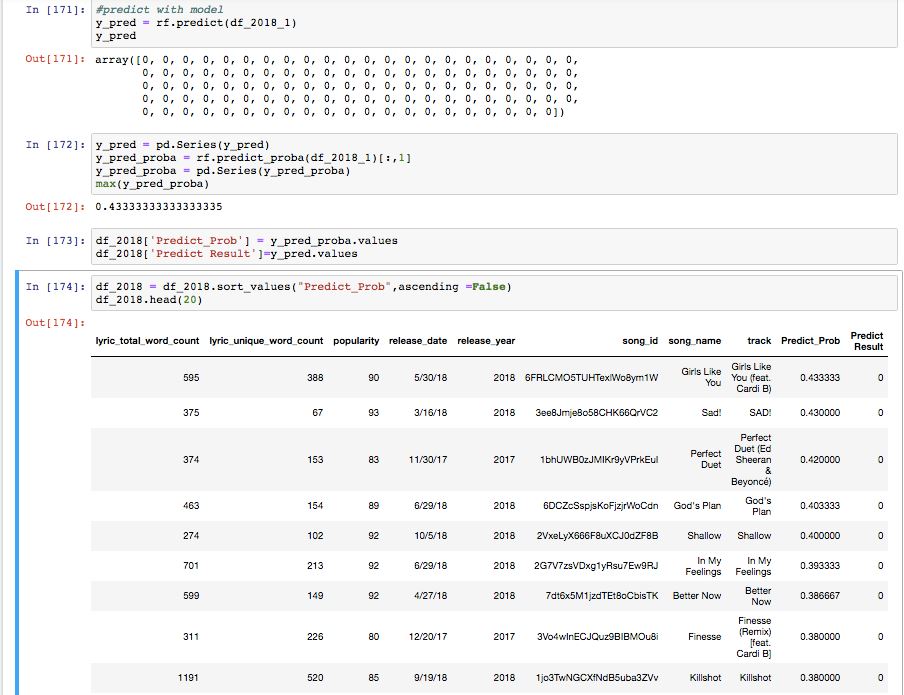 In [171]: #predict with model
y_pred = rf.predict(df_2018_1)
y_pred
Out[171]: array([0, 0, 0, 0, 0, 0, 0, 0, 0, 0, 0, 0, 0, 0, 0, 0, 0, 0, 0, 0, 0, 0,
0, 0, 0, 0, 0, 0, 0, 0, 0, 0, 0, 0, 0, 0, 0, 0, 0, 0, 0, 0, 0, 0,
0, 0, 0, 0, 0, 0, 0, 0, 0, 0, 0, 0, 0, 0, 0, 0, 0, 0, 0, 0, 0, 0,
0, 0, 0, 0, 0, 0, 0, 0, 0, 0, 0, 0, 0, 0, 0, 0, 0, 0, 0, 0, 0, 0,
0, 0, 0, 0, 0, 0, 0, 0, 0, 0, 0, 0, 0, 0, 0, 0, 0, 0, 0, 0, 0])
In [172]: y_pred = pd.Series(y_pred)
y_pred_proba = rf.predict_proba(df_2018_1)[:,1]
y_pred_proba = pd.Series(y_pred_proba)
max(y_pred_proba)
Out[172]: 0.43333333333333335
In [173]: df_2018['Predict_Prob'] = y_pred_proba.values
df_2018['Predict Result']=y_pred.values
In [174]: df_2018 = df_2018.sort_values("Predict_Prob",ascending =False)
df_2018.head(20)
Out[174]:
lyric_total_word_count lyric_unique_word_count popularity release_date release_year song_id song_name track Predict_Prob Predict
Result
595 388 90 5/30/18 2018 6FRLCMO5TUHTexlWo8ym1W Girls Like
You Girls Like
You (feat.
Cardi B) 0.433333 0
375 67 93 3/16/18 2018 3ee8Jmje8o58CHK66QrVC2 Sad! SAD! 0.430000 0
374 153 83 11/30/17 2017 1bhUWB0zJMIKr9yVPrkEuI Perfect
Duet Perfect
Duet (Ed
Sheeran
&
Beyoncé) 0.420000 0
463 154 89 6/29/18 2018 6DCZcSspjsKoFjzjrWoCdn God's Plan God's
Plan 0.403333 0
274 102 92 10/5/18 2018 2VxeLyX666F8uXCJ0dZF8B Shallow Shallow 0.400000 0
701 213 92 6/29/18 2018 2G7V7zsVDxg1yRsu7Ew9RJ In My
Feelings In My
Feelings 0.393333 0
599 149 92 4/27/18 2018 7dt6x5M1jzdTEt8oCbisTK Better Now Better
Now 0.386667 0
311 226 80 12/20/17 2017 3Vo4wInECJQuz9BIBMOu8i Finesse Finesse
(Remix)
[feat.
Cardi B] 0.380000 0
1191 520 85 9/19/18 2018 1jo3TwNGCXfNdB5uba3ZVv Killshot Killshot 0.380000 0